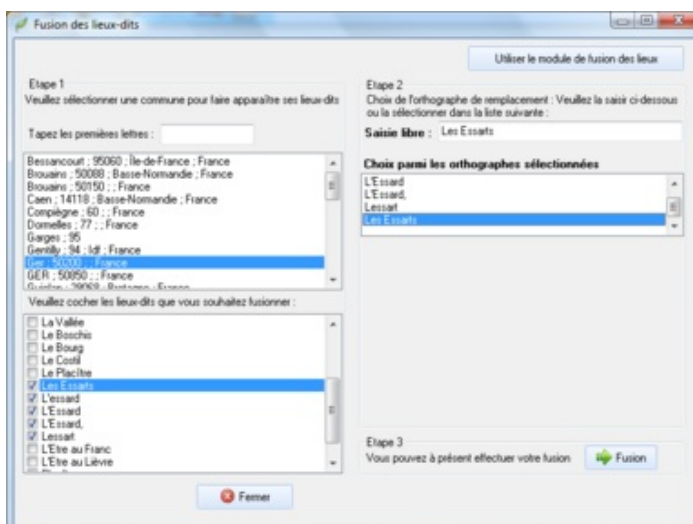 Fusion des lieux-dits
Utiliser le module de fusion des lieux
Etape 1
Veuillez sélectionner une commune pour faire apparaître ses lieux-dits
Tapez les premières lettres :
Bessancourt ; 95060 ; Île-de-France ; France
Brouains ; 50088 ; Basse-Normandie ; France
Brouains ; 50150 ; ; France
Caen ; 14118 ; Basse-Normandie ; France
Compiègne ; 60 ; ; France
Dormelles ; 77 ; ; France
Garges ; 95
Gentilly ; 94 ; Idf ; France
Ger ; 50200 ; ; France
GER ; 50850 ; ; France
Veuillez cocher les lieux-dits que vous souhaitez fusionner :
La Vallée
Le Boschis
Le Bourg
Le Costil
Le Placître
Les Essarts
L'essard
L'Essard
L'Essard,
Lessart
L'Etre au Franc
L'Etre au Lièvre
Fermer
Etape 2
Choix de l'orthographe de remplacement : Veuillez la saisir ci-dessous
ou la sélectionner dans la liste suivante :
Saisie libre : Les Essarts
Choix parmi les orthographes sélectionnées
L'Essard
L'Essard,
Lessart
Les Essarts
Etape 3
Vous pouvez à présent effectuer votre fusion
Fusion